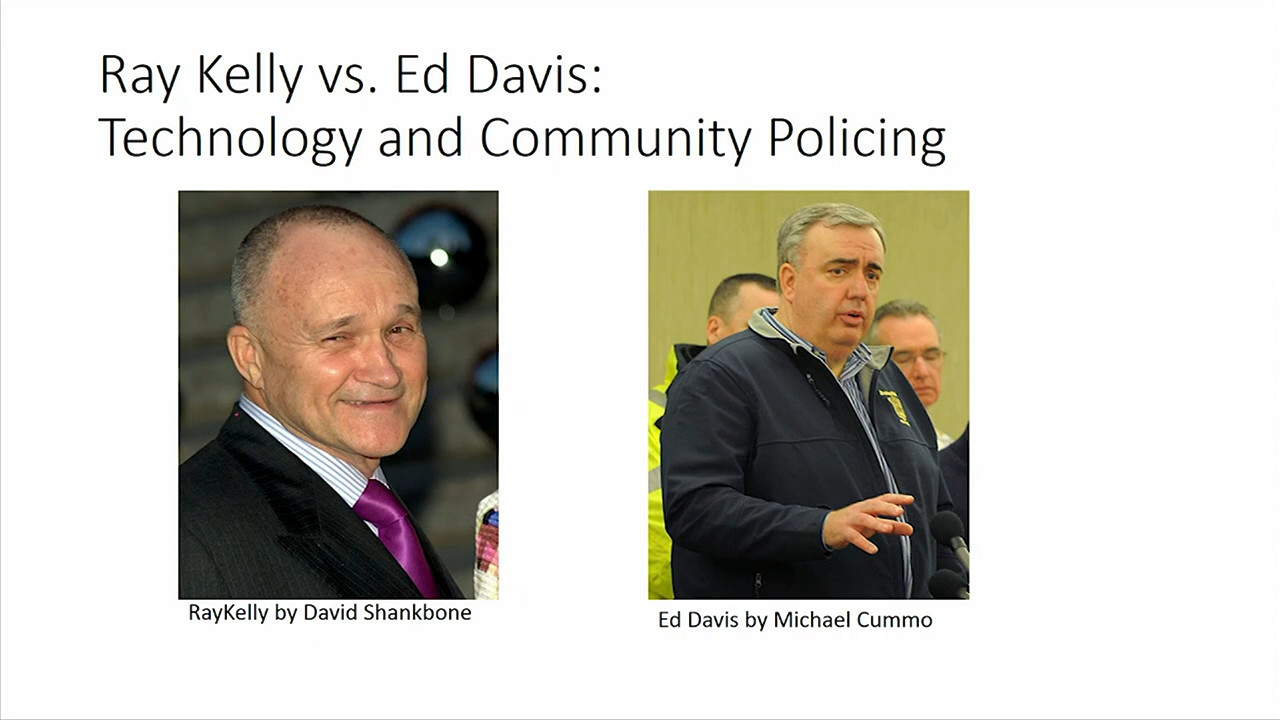 Ray Kelly vs. Ed Davis:
Technology and Community Policing
RayKelly by David Shankbone
Ed Davis by Michael Cummo